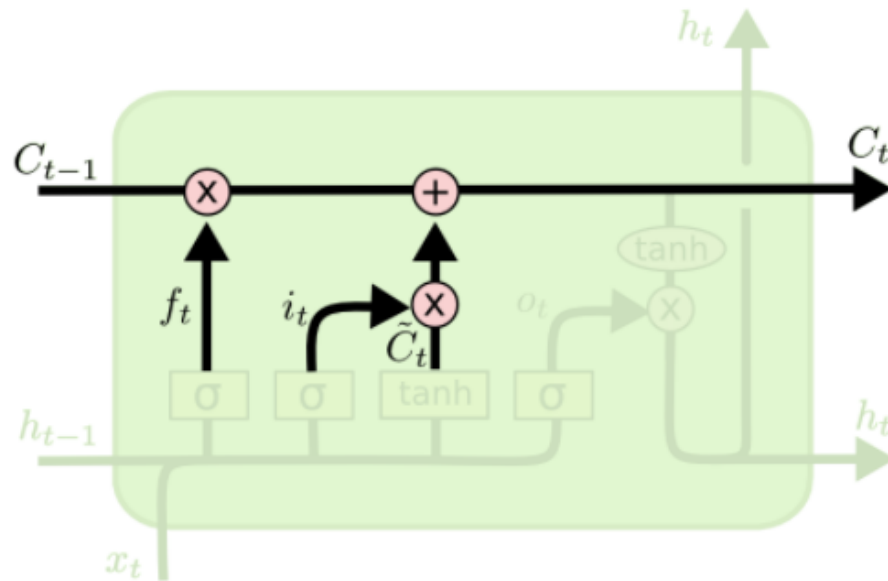 h_t
C_{t-1}
C_t
x
+
tanh
f_t
i_t
x
o_t
x
C̃_t
σ
σ
tanh
σ
h_{t-1}
h_t
x_t